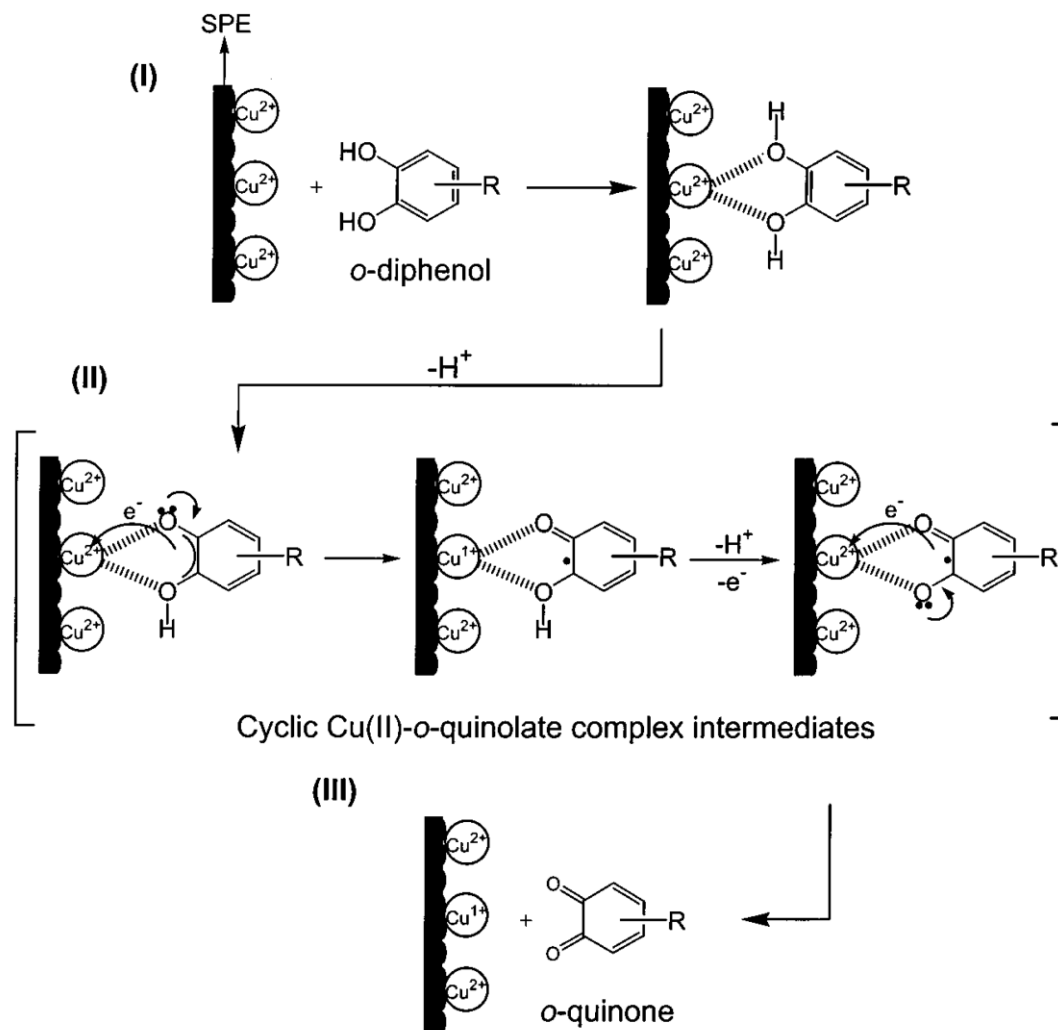 SPE
(I)
Cu²⁺
Cu²⁺
Cu²⁺
+
HO
HO
R
o-diphenol
Cu²⁺
Cu²⁺
Cu²⁺
H
O
O
H
R
-H⁺
(II)
Cu²⁺
Cu²⁺
Cu²⁺
e⁻
O
O
H
R
Cu²⁺
Cu¹⁺
Cu²⁺
O
O
H
R
-H⁺
-e⁻
Cu²⁺
Cu²⁺
Cu²⁺
e⁻
O
O
R
Cyclic Cu(II)-o-quinolate complex intermediates
(III)
Cu²⁺
Cu¹⁺
Cu²⁺
+
O
O
R
o-quinone